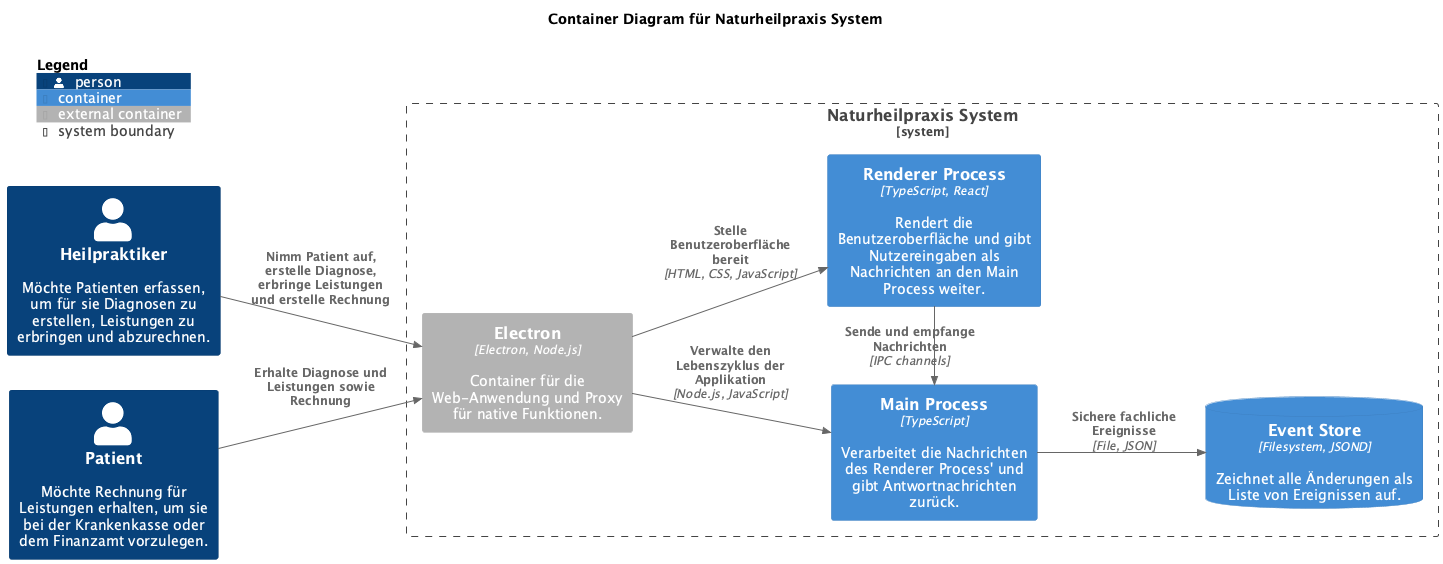 Container Diagram für Naturheilpraxis System
Legend
person
container
external container
system boundary
Naturheilpraxis System
[system]
Heilpraktiker
Möchte Patienten erfassen,
um für sie Diagnosen zu
erstellen, Leistungen zu
erbringen und abzurechnen.
Patient
Möchte Rechnung für
Leistungen erhalten, um sie
bei der Krankenkasse oder
dem Finanzamt vorzulegen.
Nimm Patient auf,
erstelle Diagnose,
erbringe Leistungen
und erstelle Rechnung
Erhalte Diagnose und
Leistungen sowie
Rechnung
Electron
[Electron, Node.js]
Container für die
Web-Anwendung und Proxy
für native Funktionen.
Stelle
Benutzeroberfläche
bereit
[HTML, CSS, JavaScript]
Verwalte den
Lebenszyklus der
Applikation
[Node.js, JavaScript]
Renderer Process
[TypeScript, React]
Rendert die
Benutzeroberfläche und gibt
Nutzereingaben als
Nachrichten an den Main
Process weiter.
Sende und empfange
Nachrichten
[IPC channels]
Main Process
[TypeScript]
Verarbeitet die Nachrichten
des Renderer Process' und
gibt Antwortnachrichten
zurück.
Sichere fachliche
Ereignisse
[File, JSON]
Event Store
[Filesystem, JSOND]
Zeichnet alle Änderungen als
Liste von Ereignissen auf.